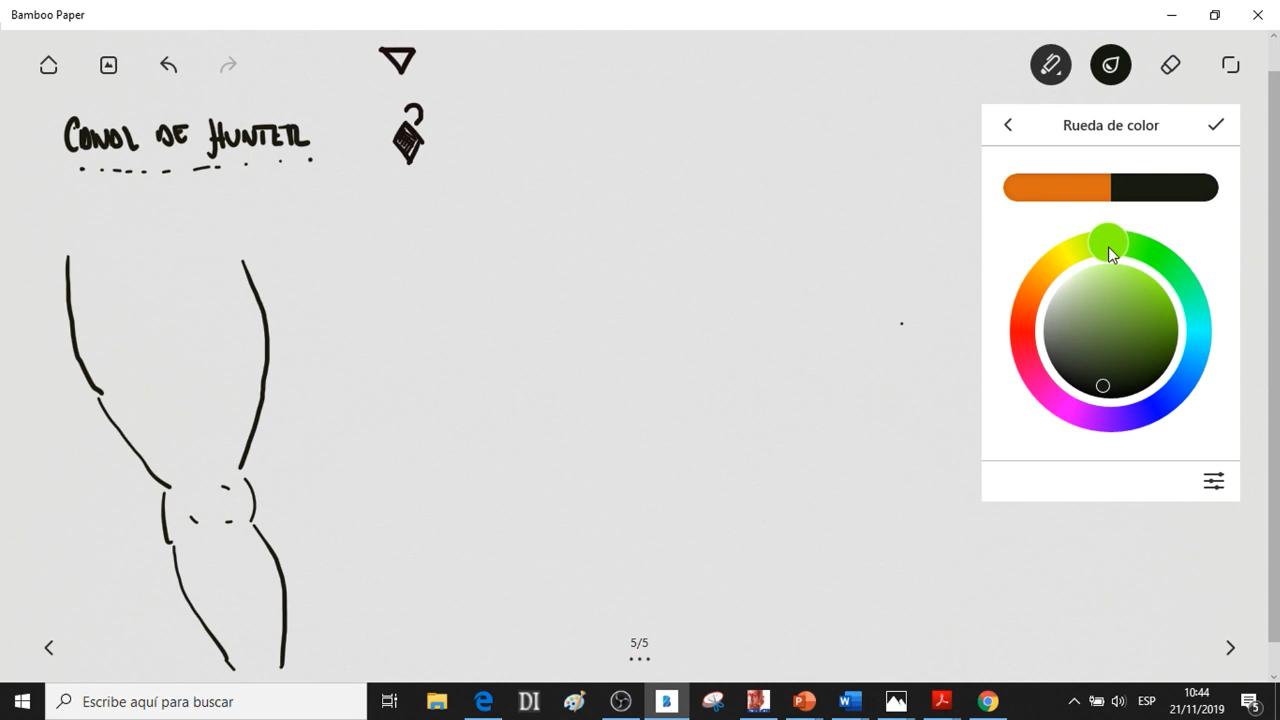 Bamboo Paper
CANAL DE HUNTER
Rueda de color
5/5
Escribe aquí para buscar
DI
B
ESP
10:44
21/11/2019
5